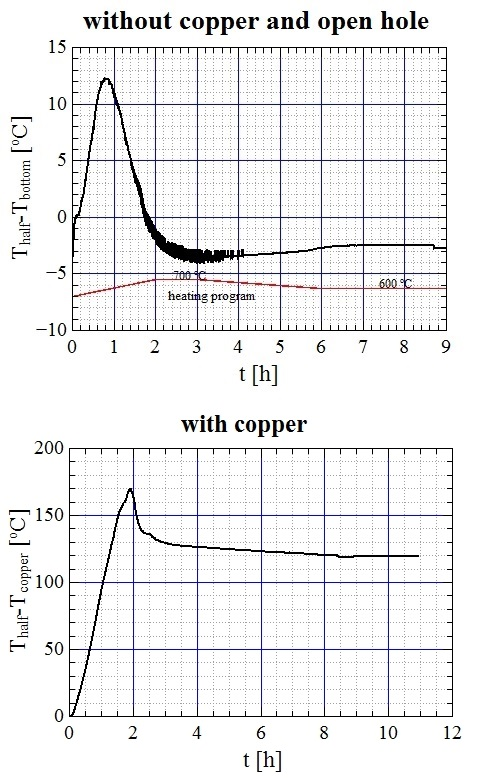 without copper and open hole
15
10
5
0
−5
−10
T_half-T_bottom [°C]
700 °C
heating program
600 °C
0 1 2 3 4 5 6 7 8 9
t [h]
with copper
200
150
100
50
0
T_half-T_copper [°C]
0 2 4 6 8 10 12
t [h]